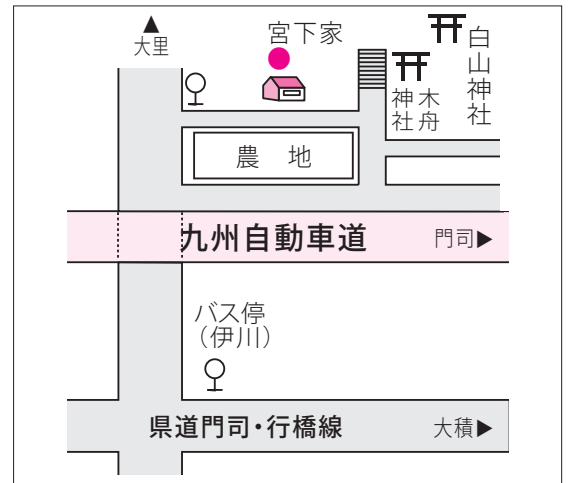 ▲
大里
宮下家
白山神社
木舟
神社
農 地
九州自動車道
門司▶
バス停
(伊川)
県道門司・行橋線
大積▶